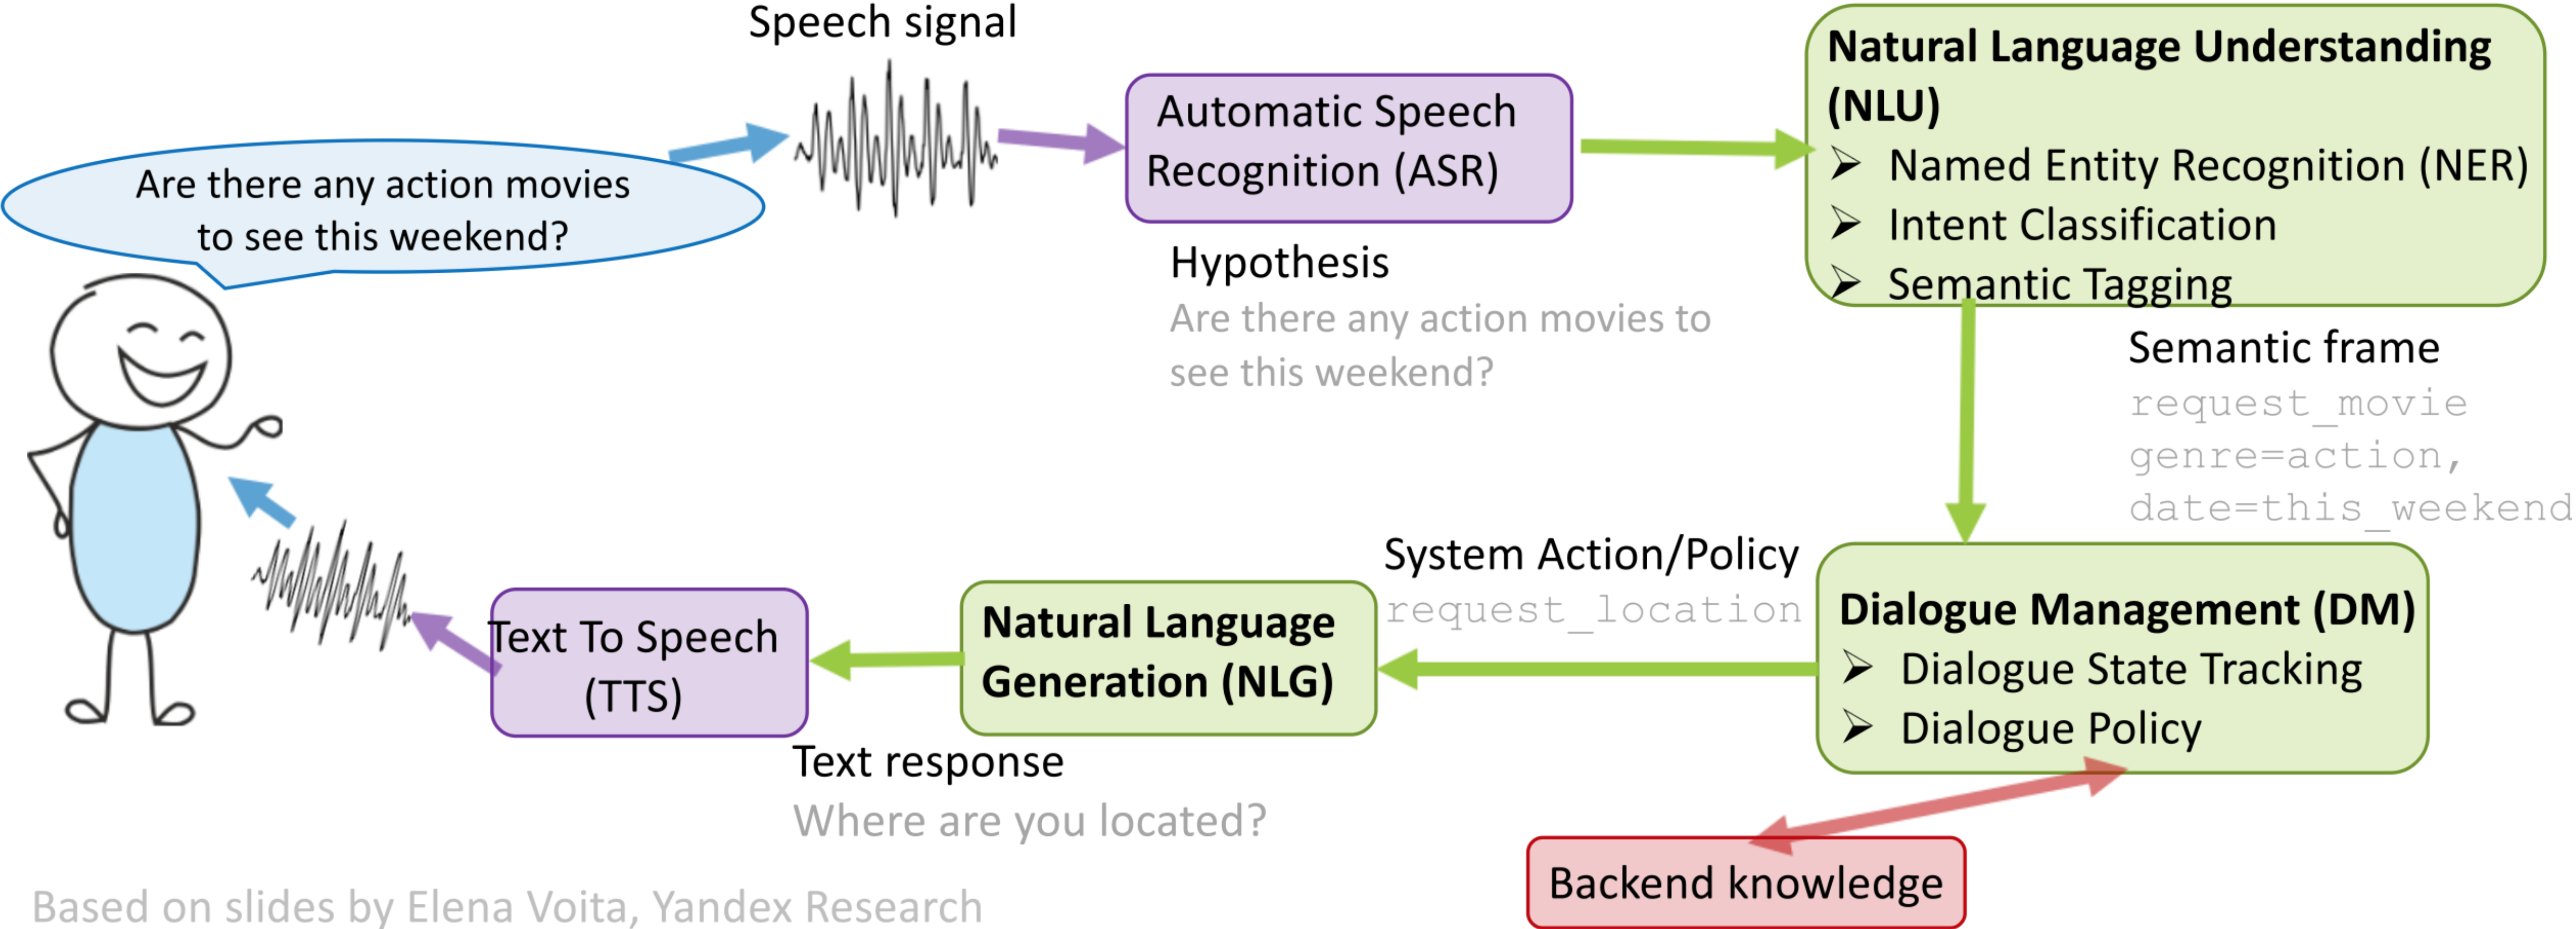 Speech signal
Are there any action movies
to see this weekend?
Automatic Speech
Recognition (ASR)
Hypothesis
Are there any action movies to
see this weekend?
Natural Language Understanding
(NLU)
➢ Named Entity Recognition (NER)
➢ Intent Classification
➢ Semantic Tagging
Semantic frame
request_movie
genre=action,
date=this_weekend
Dialogue Management (DM)
➢ Dialogue State Tracking
➢ Dialogue Policy
Backend knowledge
System Action/Policy
request_location
Natural Language
Generation (NLG)
Text response
Where are you located?
Text To Speech
(TTS)
Based on slides by Elena Voita, Yandex Research